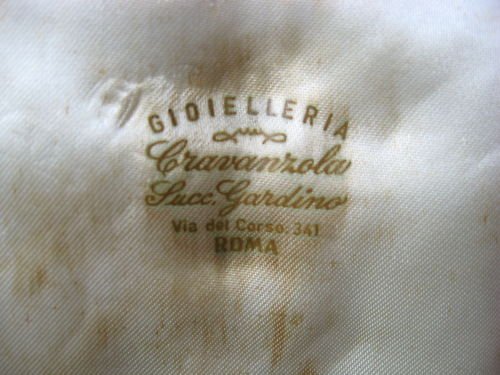 GIOIELLERIA
Cravanzola
Succ. Gardino
Via del Corso, 341
ROMA